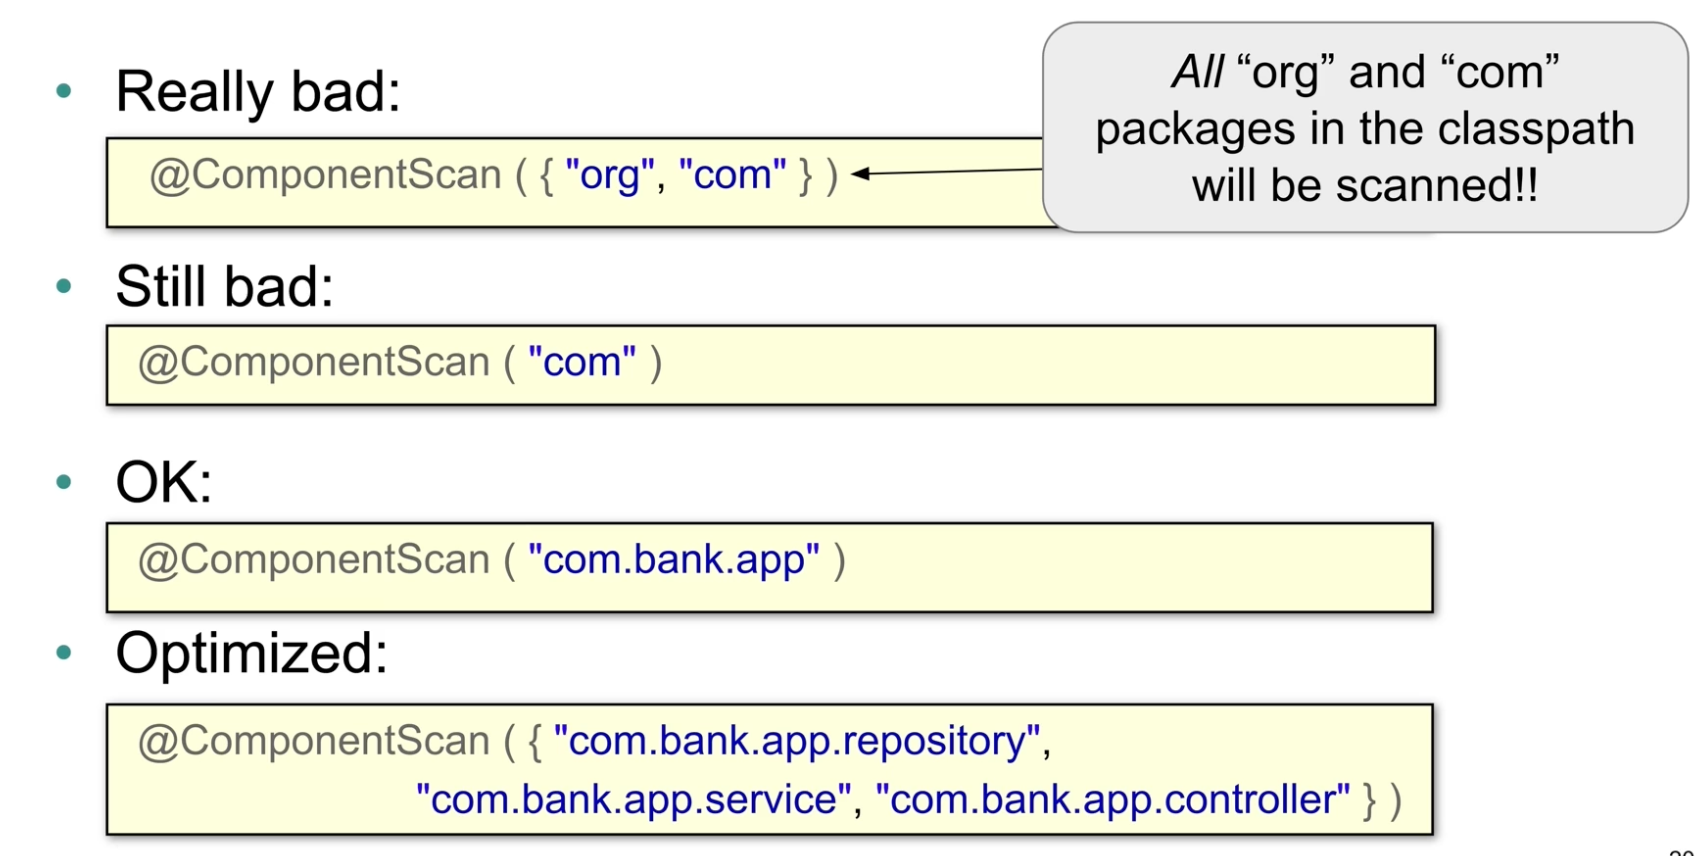 • Really bad:
@ComponentScan ( { "org", "com" } )
All “org” and “com”
packages in the classpath
will be scanned!!
• Still bad:
@ComponentScan ( "com" )
• OK:
@ComponentScan ( "com.bank.app" )
• Optimized:
@ComponentScan ( { "com.bank.app.repository",
"com.bank.app.service", "com.bank.app.controller" } )